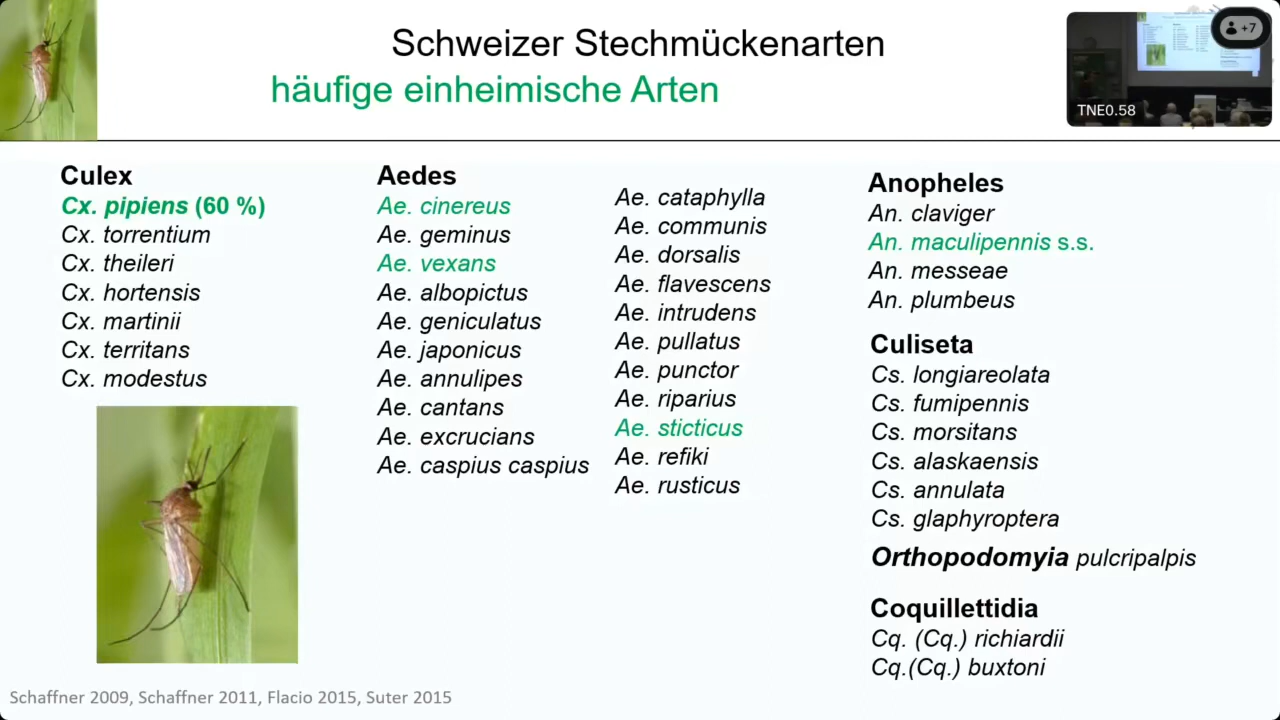 Schweizer Stechmückenarten
häufige einheimische Arten
+7
TNE0.58
Culex
Cx. pipiens (60 %)
Cx. torrentium
Cx. theileri
Cx. hortensis
Cx. martinii
Cx. territans
Cx. modestus
Aedes
Ae. cinereus
Ae. geminus
Ae. vexans
Ae. albopictus
Ae. geniculatus
Ae. japonicus
Ae. annulipes
Ae. cantans
Ae. excrucians
Ae. caspius caspius
Ae. cataphylla
Ae. communis
Ae. dorsalis
Ae. flavescens
Ae. intrudens
Ae. pullatus
Ae. punctor
Ae. riparius
Ae. sticticus
Ae. refiki
Ae. rusticus
Anopheles
An. claviger
An. maculipennis s.s.
An. messeae
An. plumbeus
Culiseta
Cs. longiareolata
Cs. fumipennis
Cs. morsitans
Cs. alaskaensis
Cs. annulata
Cs. glaphyroptera
Orthopodomyia pulcripalpis
Coquillettidia
Cq. (Cq.) richiardii
Cq.(Cq.) buxtoni
Schaffner 2009, Schaffner 2011, Flacio 2015, Suter 2015